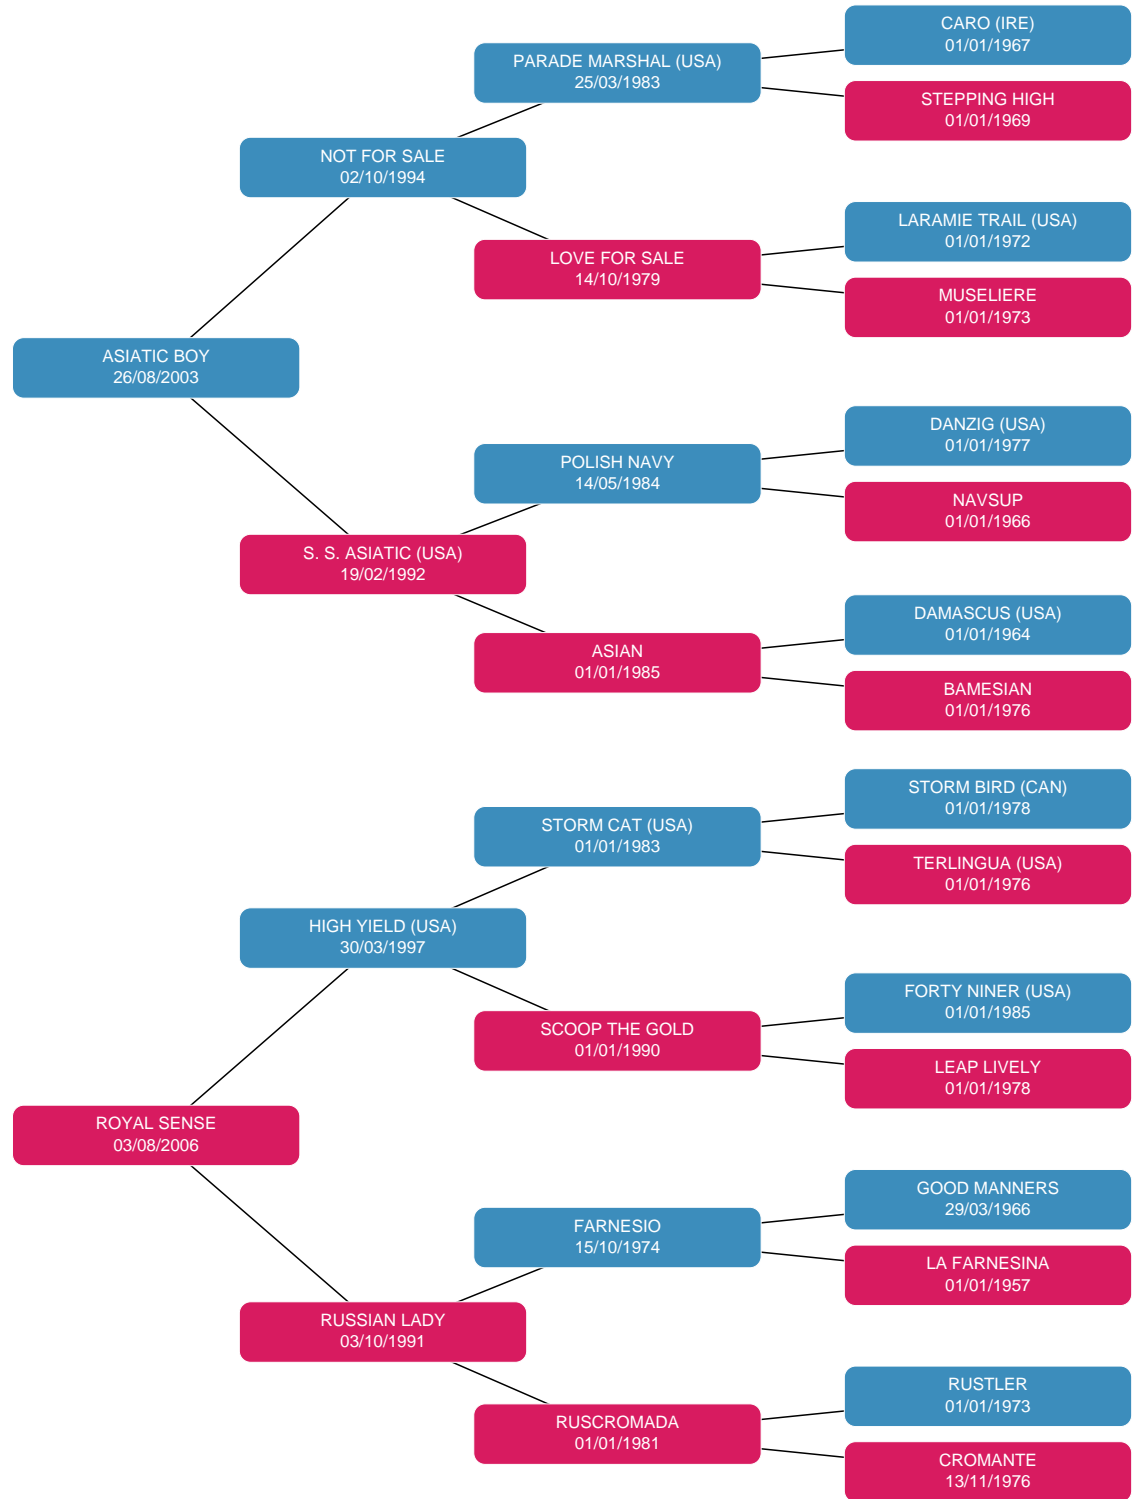 CARO (IRE)
01/01/1967
PARADE MARSHAL (USA)
25/03/1983
STEPPING HIGH
01/01/1969
NOT FOR SALE
02/10/1994
LARAMIE TRAIL (USA)
01/01/1972
LOVE FOR SALE
14/10/1979
MUSELIERE
01/01/1973
ASIATIC BOY
26/08/2003
DANZIG (USA)
01/01/1977
POLISH NAVY
14/05/1984
NAVSUP
01/01/1966
S. S. ASIATIC (USA)
19/02/1992
DAMASCUS (USA)
01/01/1964
ASIAN
01/01/1985
BAMESIAN
01/01/1976
STORM BIRD (CAN)
01/01/1978
STORM CAT (USA)
01/01/1983
TERLINGUA (USA)
01/01/1976
HIGH YIELD (USA)
30/03/1997
FORTY NINER (USA)
01/01/1985
SCOOP THE GOLD
01/01/1990
LEAP LIVELY
01/01/1978
ROYAL SENSE
03/08/2006
GOOD MANNERS
29/03/1966
FARNESIO
15/10/1974
LA FARNESINA
01/01/1957
RUSSIAN LADY
03/10/1991
RUSTLER
01/01/1973
RUSCROMADA
01/01/1981
CROMANTE
13/11/1976